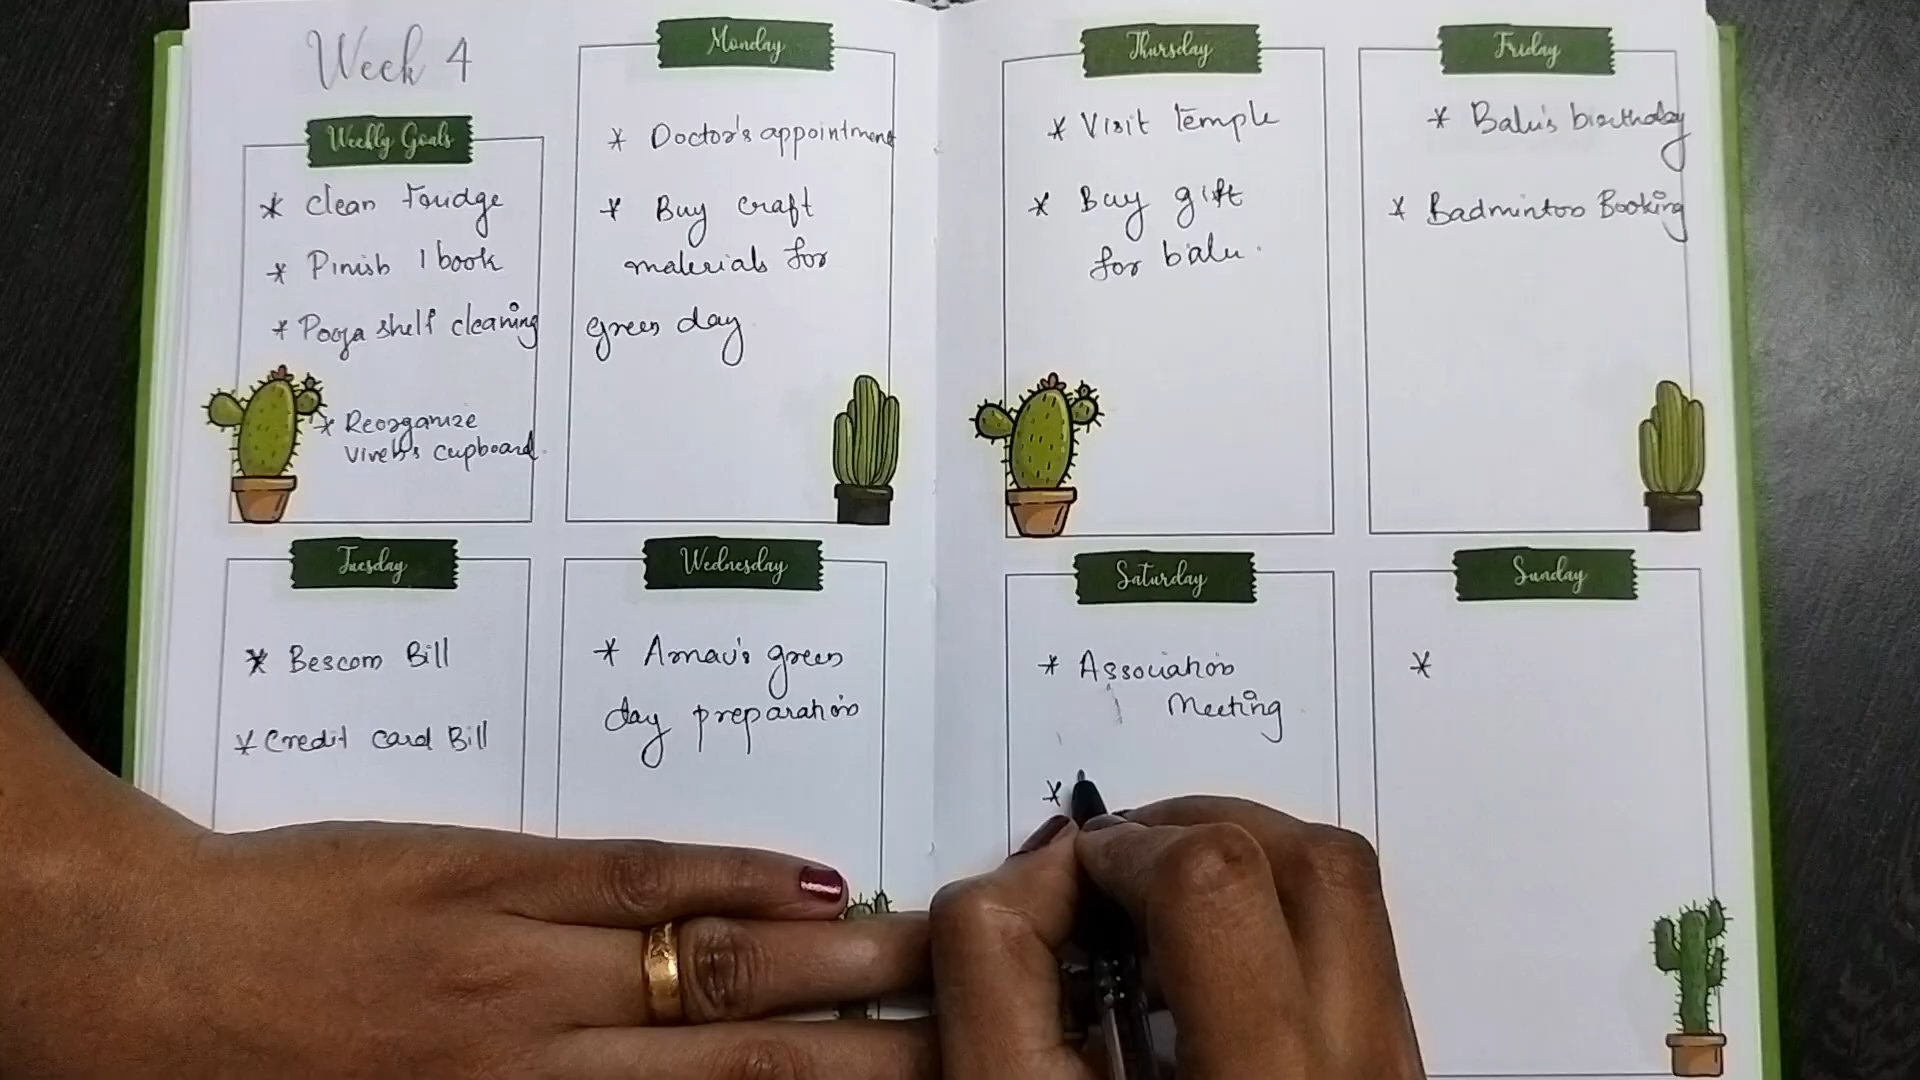 Week 4
Weekly Goals
* Clean Fridge
* Finish 1 book
* Pooja shelf cleaning
* Reorganize
Vivek's cupboard.
Monday
* Doctor's appointment
* Buy craft
materials for
green day
Tuesday
* Bescom Bill
* Credit card Bill
Wednesday
* Arnav's green
day preparation
Thursday
* Visit temple
* Buy gift
for balu.
Friday
* Balu's birthday
* Badminton Booking
Saturday
* Association
Meeting
*
Sunday
*